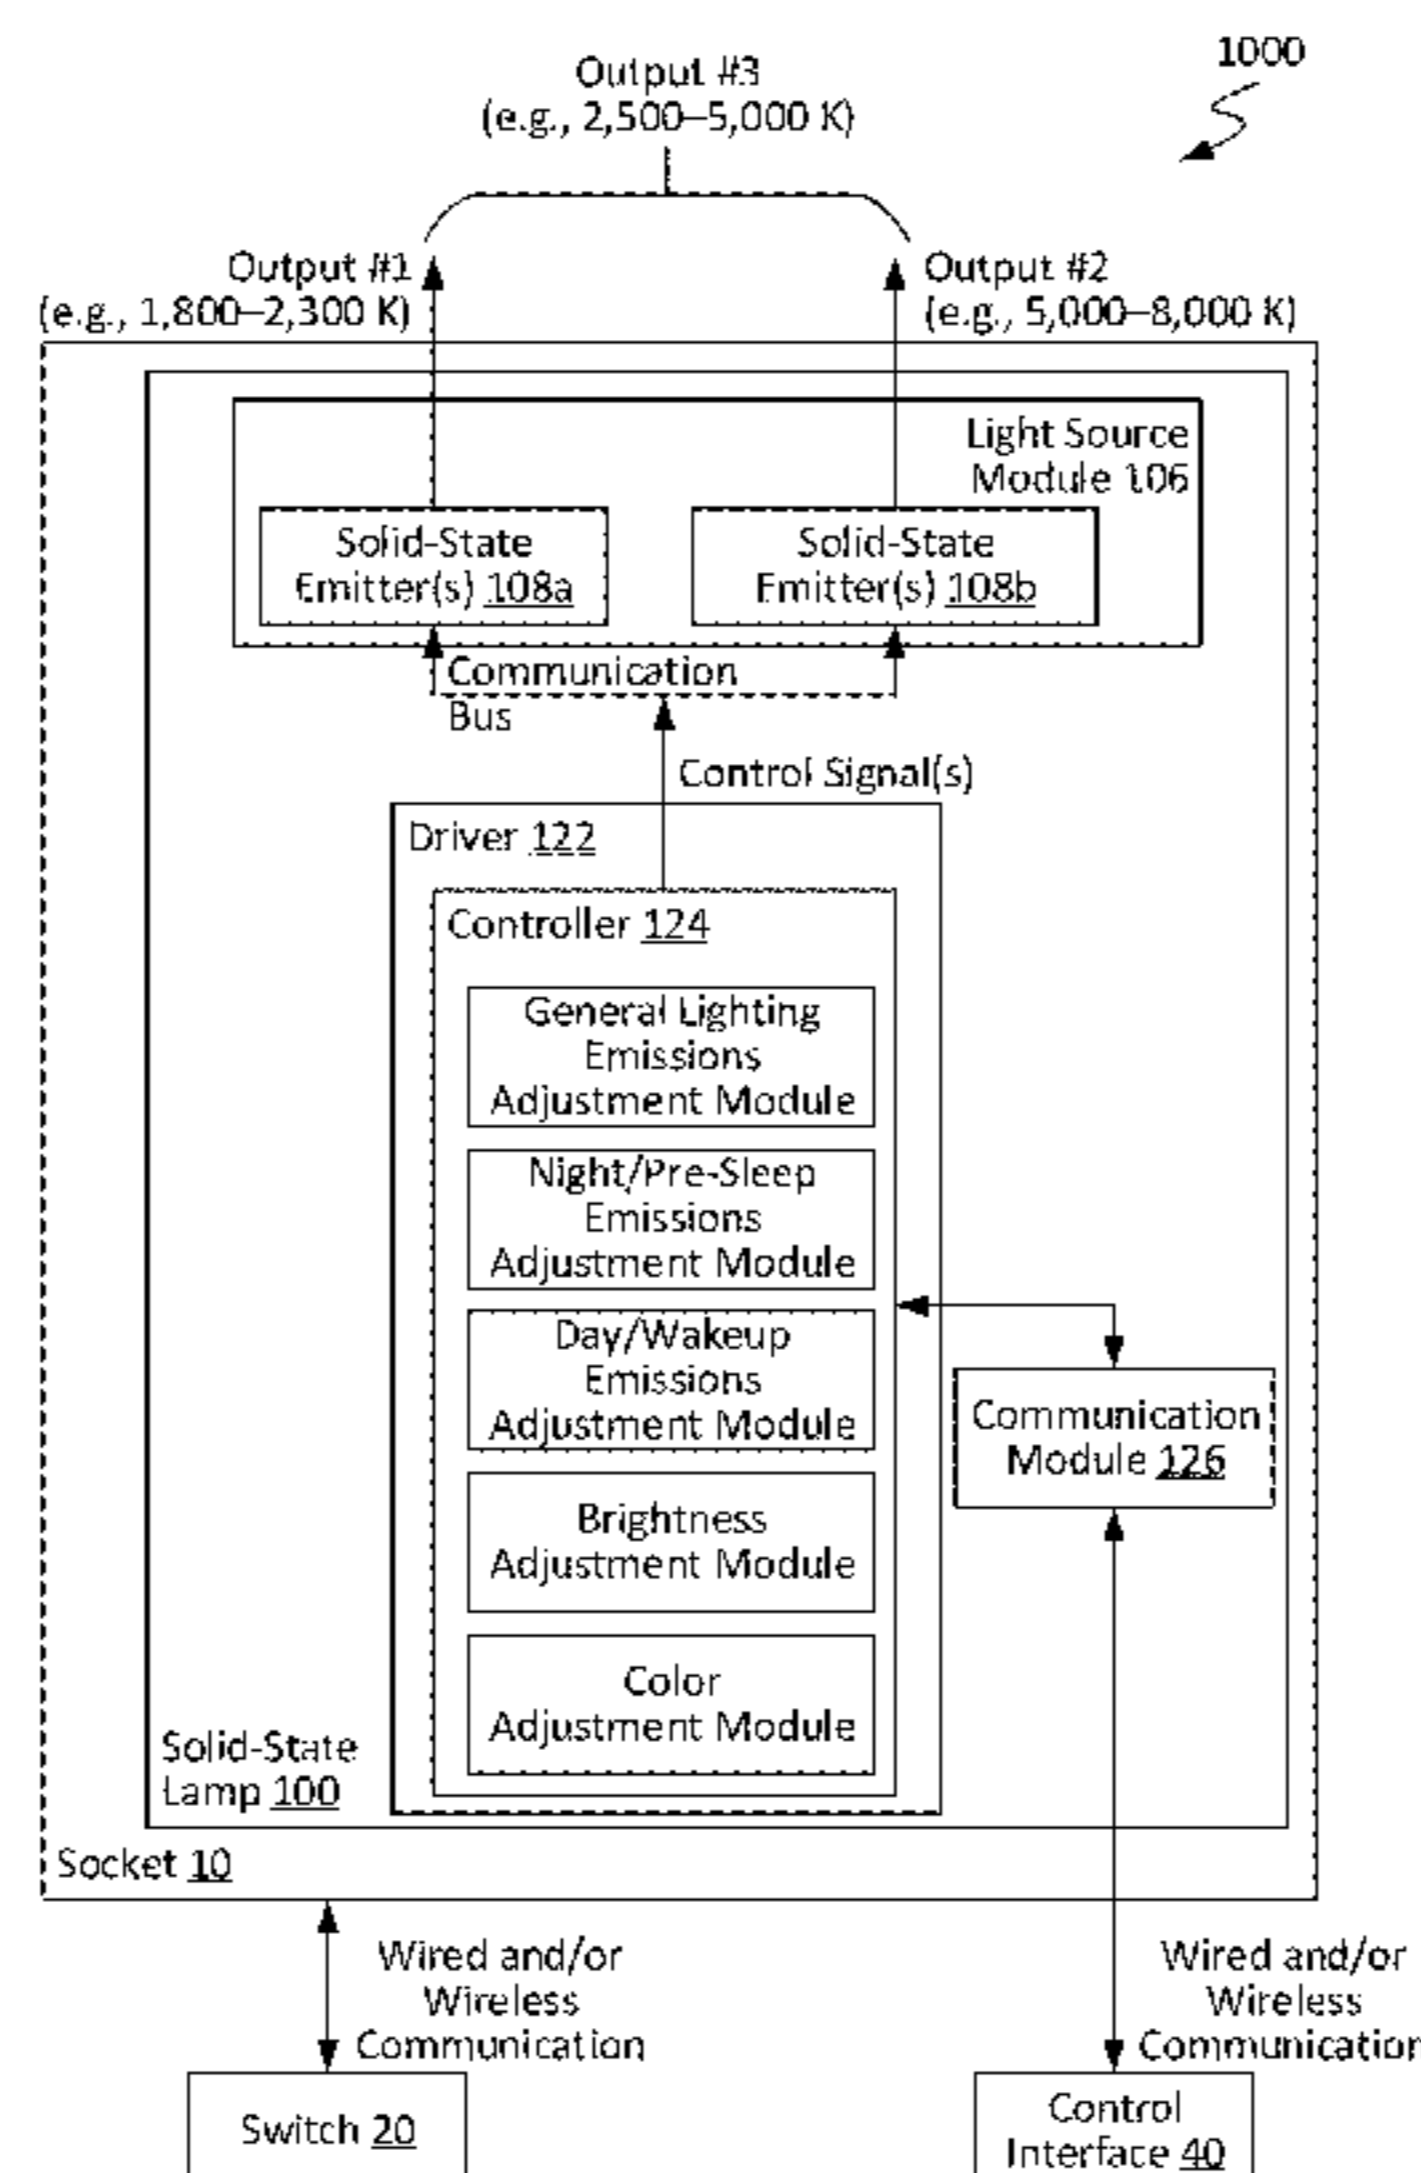 1000
Output #3
(e.g., 2,500–5,000 K)
Output #1
(e.g., 1,800–2,300 K)
Output #2
(e.g., 5,000–8,000 K)
Light Source
Module 106
Solid-State
Emitter(s) 108a
Solid-State
Emitter(s) 108b
Communication
Bus
Control Signal(s)
Driver 122
Controller 124
General Lighting
Emissions
Adjustment Module
Night/Pre-Sleep
Emissions
Adjustment Module
Day/Wakeup
Emissions
Adjustment Module
Communication
Module 126
Brightness
Adjustment Module
Color
Adjustment Module
Solid-State
Lamp 100
Socket 10
Wired and/or
Wireless
Communication
Wired and/or
Wireless
Communication
Switch 20
Control
Interface 40